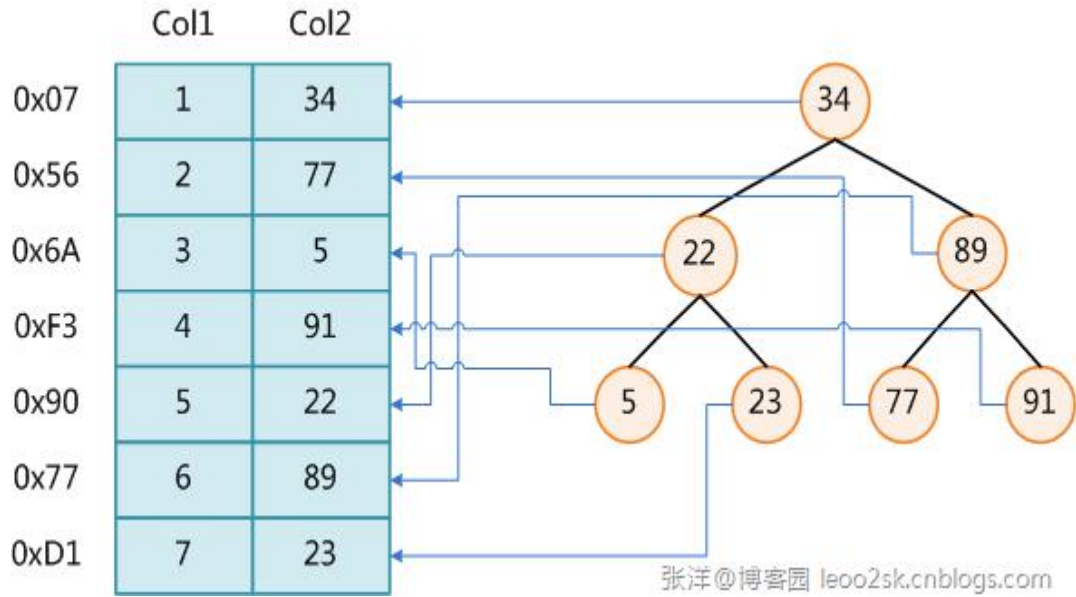 Col1 Col2
0x07 1 34 34
0x56 2 77
0x6A 3 5 22 89
0xF3 4 91
0x90 5 22 5 23 77 91
0x77 6 89
0xD1 7 23
张洋@博客园 leoo2sk.cnblogs.com